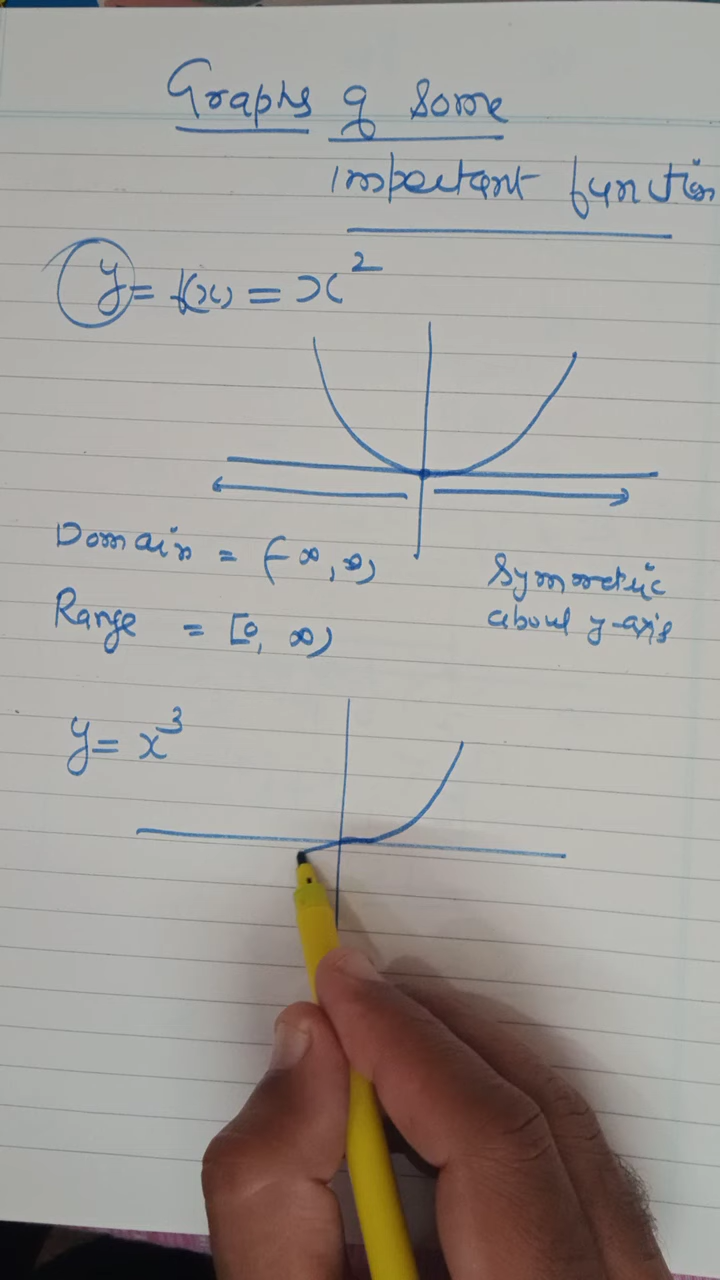 Graphs of some
important function
y = f(x) = x²
Domain = (-∞, ∞)
Range = [0, ∞)
Symmetric
about y-axis
y = x³